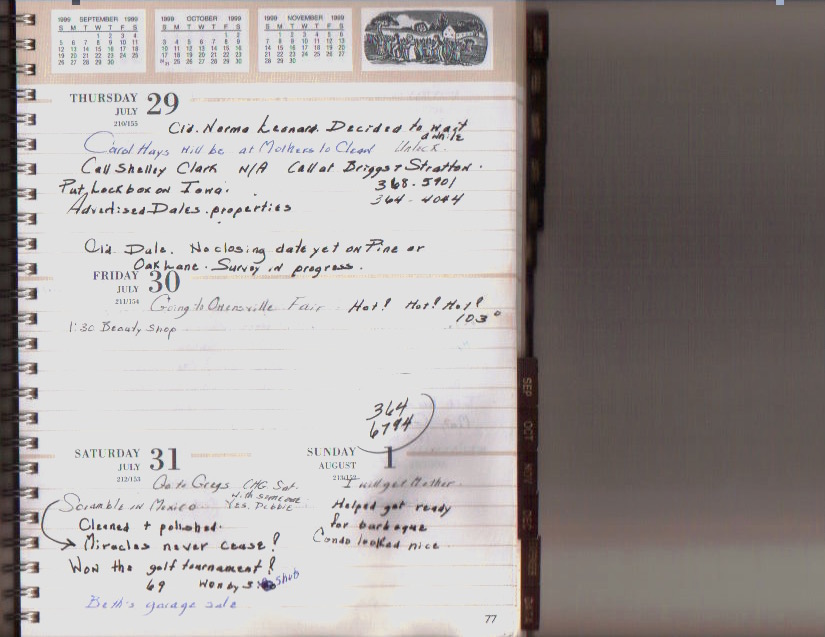 1999 SEPTEMBER 1999
S M T W T F S
1 2 3 4
5 6 7 8 9 10 11
12 13 14 15 16 17 18
19 20 21 22 23 24 25
26 27 28 29 30
1999 OCTOBER 1999
S M T W T F S
1 2
3 4 5 6 7 8 9
10 11 12 13 14 15 16
17 18 19 20 21 22 23
24/31 25 26 27 28 29 30
1999 NOVEMBER 1999
S M T W T F S
1 2 3 4 5 6
7 8 9 10 11 12 13
14 15 16 17 18 19 20
21 22 23 24 25 26 27
28 29 30
THURSDAY 29
JULY
210/155
Cld. Norma Leonard. Decided to wait
awhile
Carol Hays will be at Mothers to Clean Unlock.
Call Shelley Clark N/A Call at Briggs & Stratton.
Put Lockbox on Iowa. 368-5901
Advertised Dales properties 364-4044
Cld Dale. No closing date yet on Pine or
Oak Lane. Survey in progress.
FRIDAY 30
JULY
211/154
Going to Owensville Fair Hot! Hot! Hot!
103°
1:30 Beauty Shop
364
6794
SATURDAY 31
JULY
212/153
Go to Gregs CMG Sat.
with someone
Scramble in Mexico Yes. Debbie
Cleaned + polished.
Miracles never cease!
Won the golf tournament!
69 Won by 3
Beth's garage sale
SUNDAY 1
AUGUST
213/152
I will get Mother.
Helped get ready
for barbeque
Condo looked nice.
77
SEP
OCT
NOV
DEC